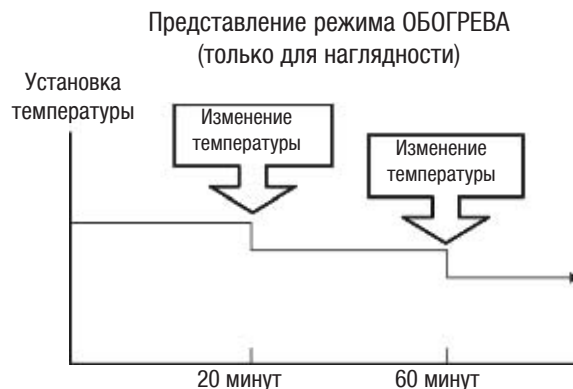 Представление режима ОБОГРЕВА
(только для наглядности)
Установка
температуры
Изменение
температуры
Изменение
температуры
20 минут
60 минут